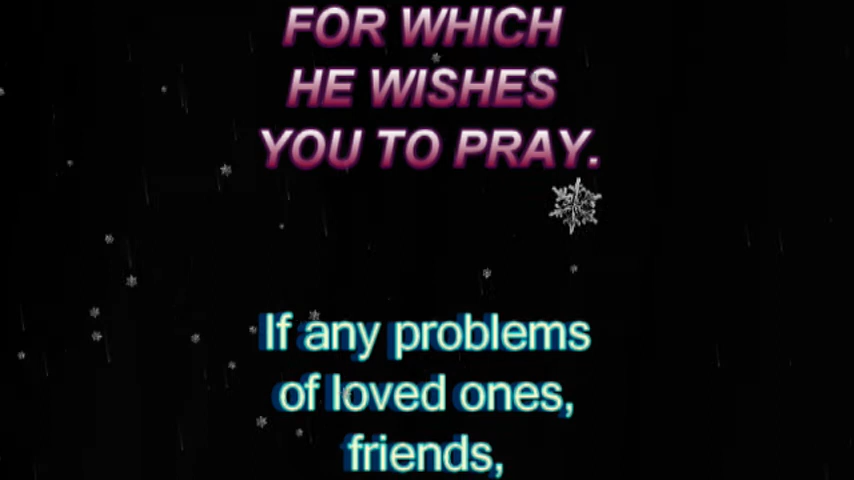 FOR WHICH
HE WISHES
YOU TO PRAY.
If any problems
of loved ones,
friends,